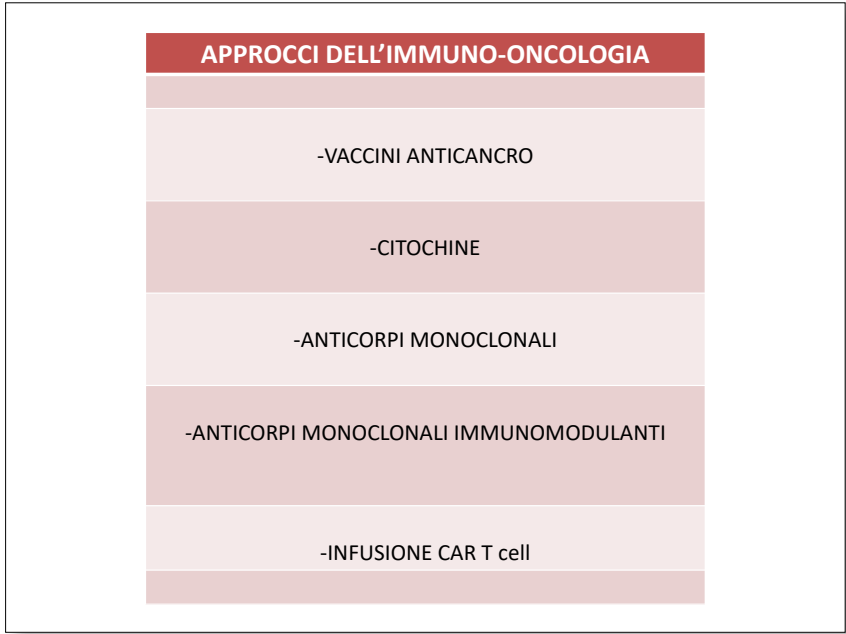 APPROCCI DELL’IMMUNO-ONCOLOGIA
-VACCINI ANTICANCRO
-CITOCHINE
-ANTICORPI MONOCLONALI
-ANTICORPI MONOCLONALI IMMUNOMODULANTI
-INFUSIONE CAR T cell